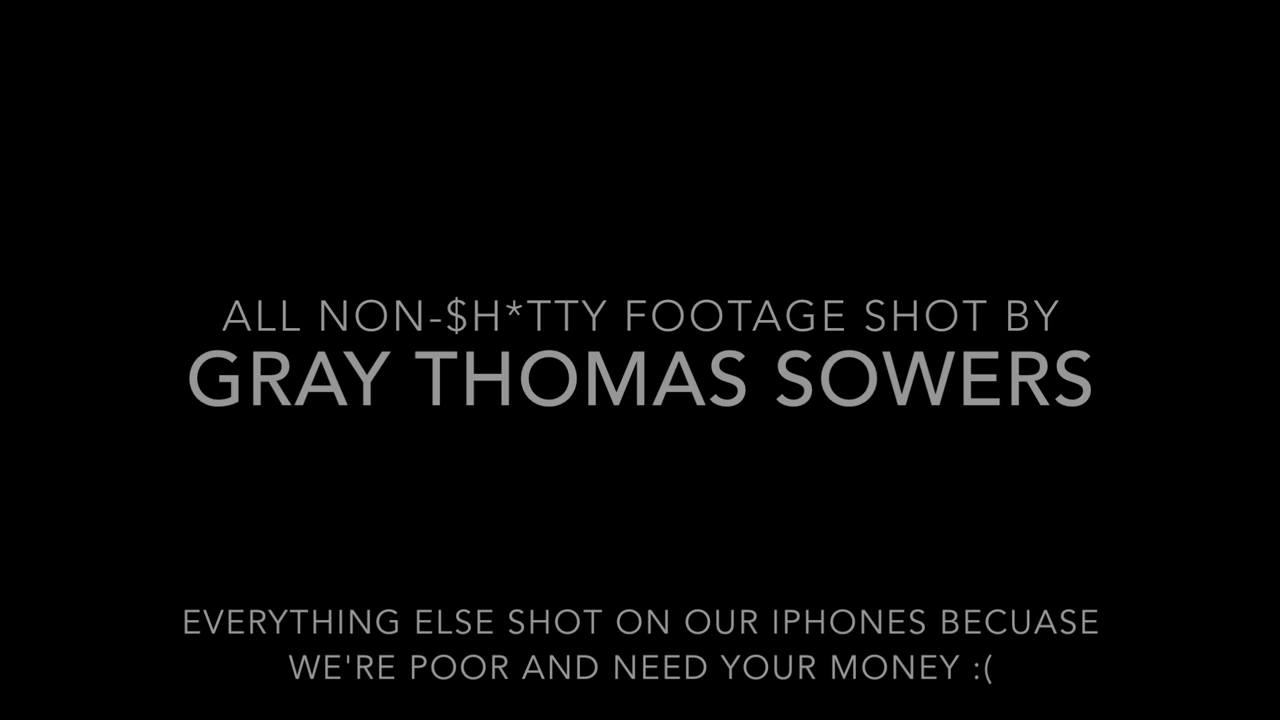 ALL NON-$H*TTY FOOTAGE SHOT BY
GRAY THOMAS SOWERS
EVERYTHING ELSE SHOT ON OUR IPHONES BECUASE
WE'RE POOR AND NEED YOUR MONEY :(